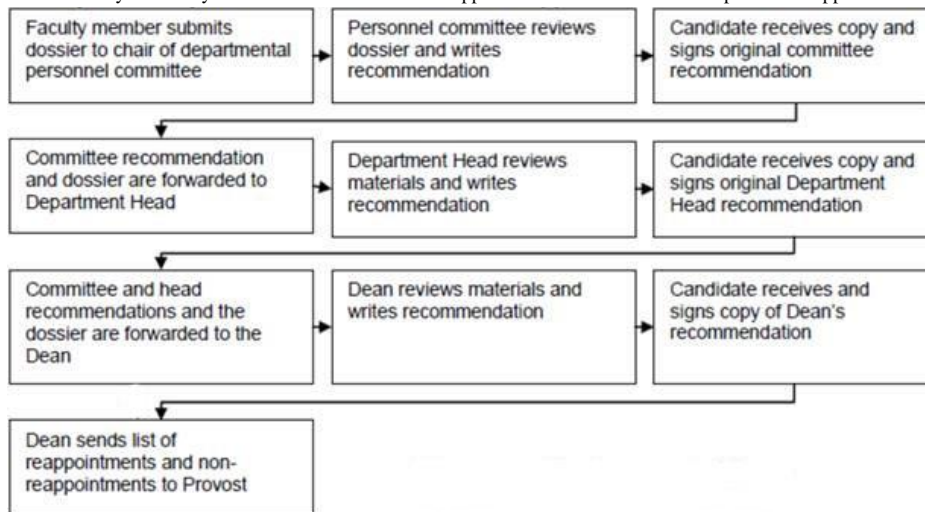 Faculty member submits
dossier to chair of departmental
personnel committee
Personnel committee reviews
dossier and writes
recommendation
Candidate receives copy and
signs original committee
recommendation
Committee recommendation
and dossier are forwarded to
Department Head
Department Head reviews
materials and writes
recommendation
Candidate receives copy and
signs original Department
Head recommendation
Committee and head
recommendations and the
dossier are forwarded to the
Dean
Dean reviews materials and
writes recommendation
Candidate receives and
signs copy of Dean's
recommendation
Dean sends list of
reappointments and non-
reappointments to Provost